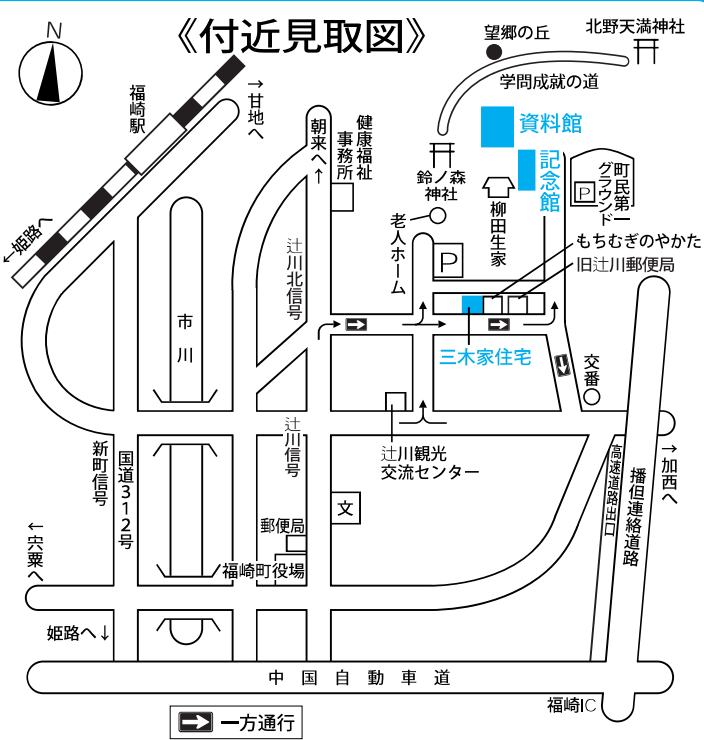 《付近見取図》
N
望郷の丘
北野天満神社
学問成就の道
→甘地へ
福崎駅
←姫路へ
朝来へ→
健康福祉
事務所
資料館
記念館
鈴ノ森
神社
柳田生家
町民第一
グラウンド
P
老人ホーム
P
もちむぎのやかた
旧辻川郵便局
辻川北信号
市川
三木家住宅
交番
辻川信号
辻川観光
交流センター
新町信号
国道312号
→加西へ
高速道路出口
播但連絡道路
文
郵便局
福崎町役場
←宍粟へ
姫路へ↓
中国自動車道
福崎IC
一方通行